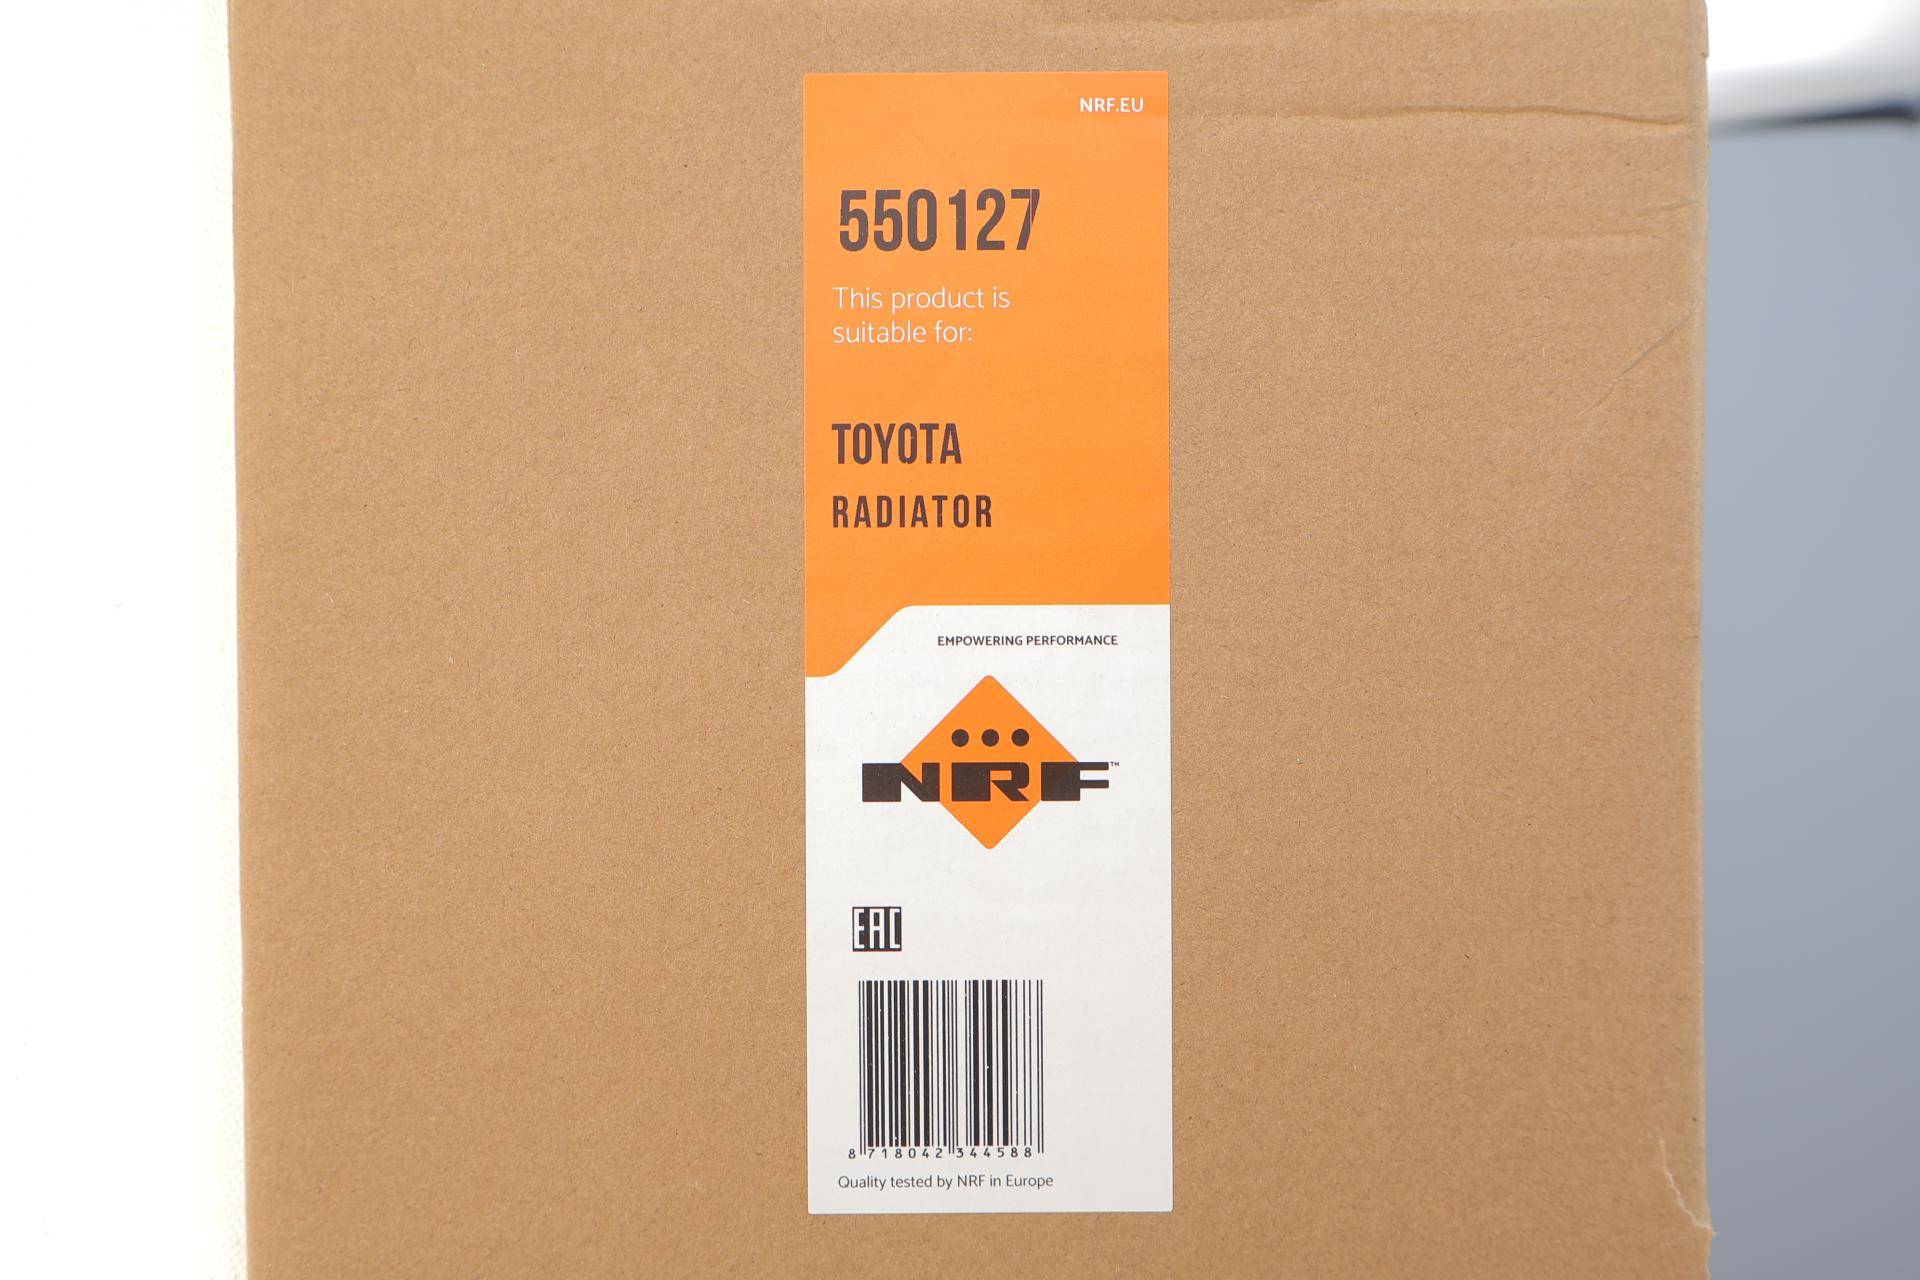 NRF.EU
550127
This product is
suitable for:
TOYOTA
RADIATOR
EMPOWERING PERFORMANCE
NRF™
EAC
8 718042 344588
Quality tested by NRF in Europe